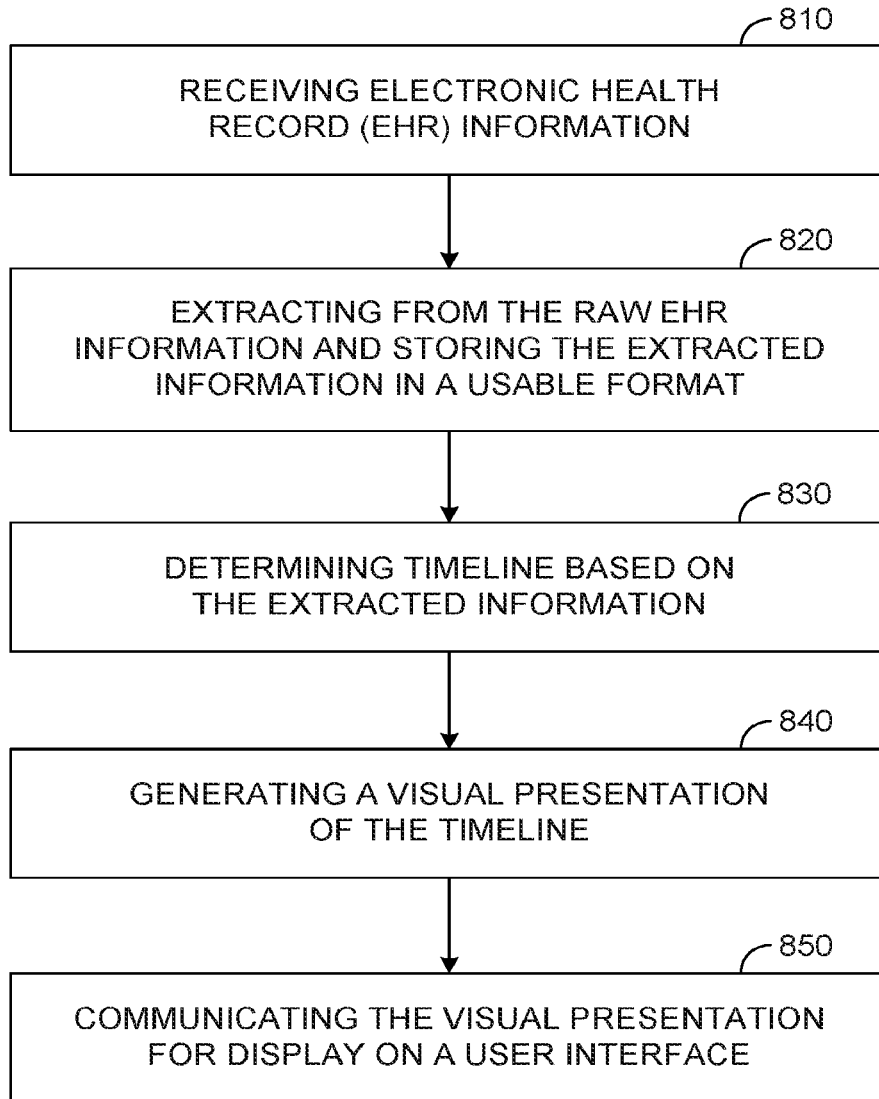 810
RECEIVING ELECTRONIC HEALTH
RECORD (EHR) INFORMATION
820
EXTRACTING FROM THE RAW EHR
INFORMATION AND STORING THE EXTRACTED
INFORMATION IN A USABLE FORMAT
830
DETERMINING TIMELINE BASED ON
THE EXTRACTED INFORMATION
840
GENERATING A VISUAL PRESENTATION
OF THE TIMELINE
850
COMMUNICATING THE VISUAL PRESENTATION
FOR DISPLAY ON A USER INTERFACE